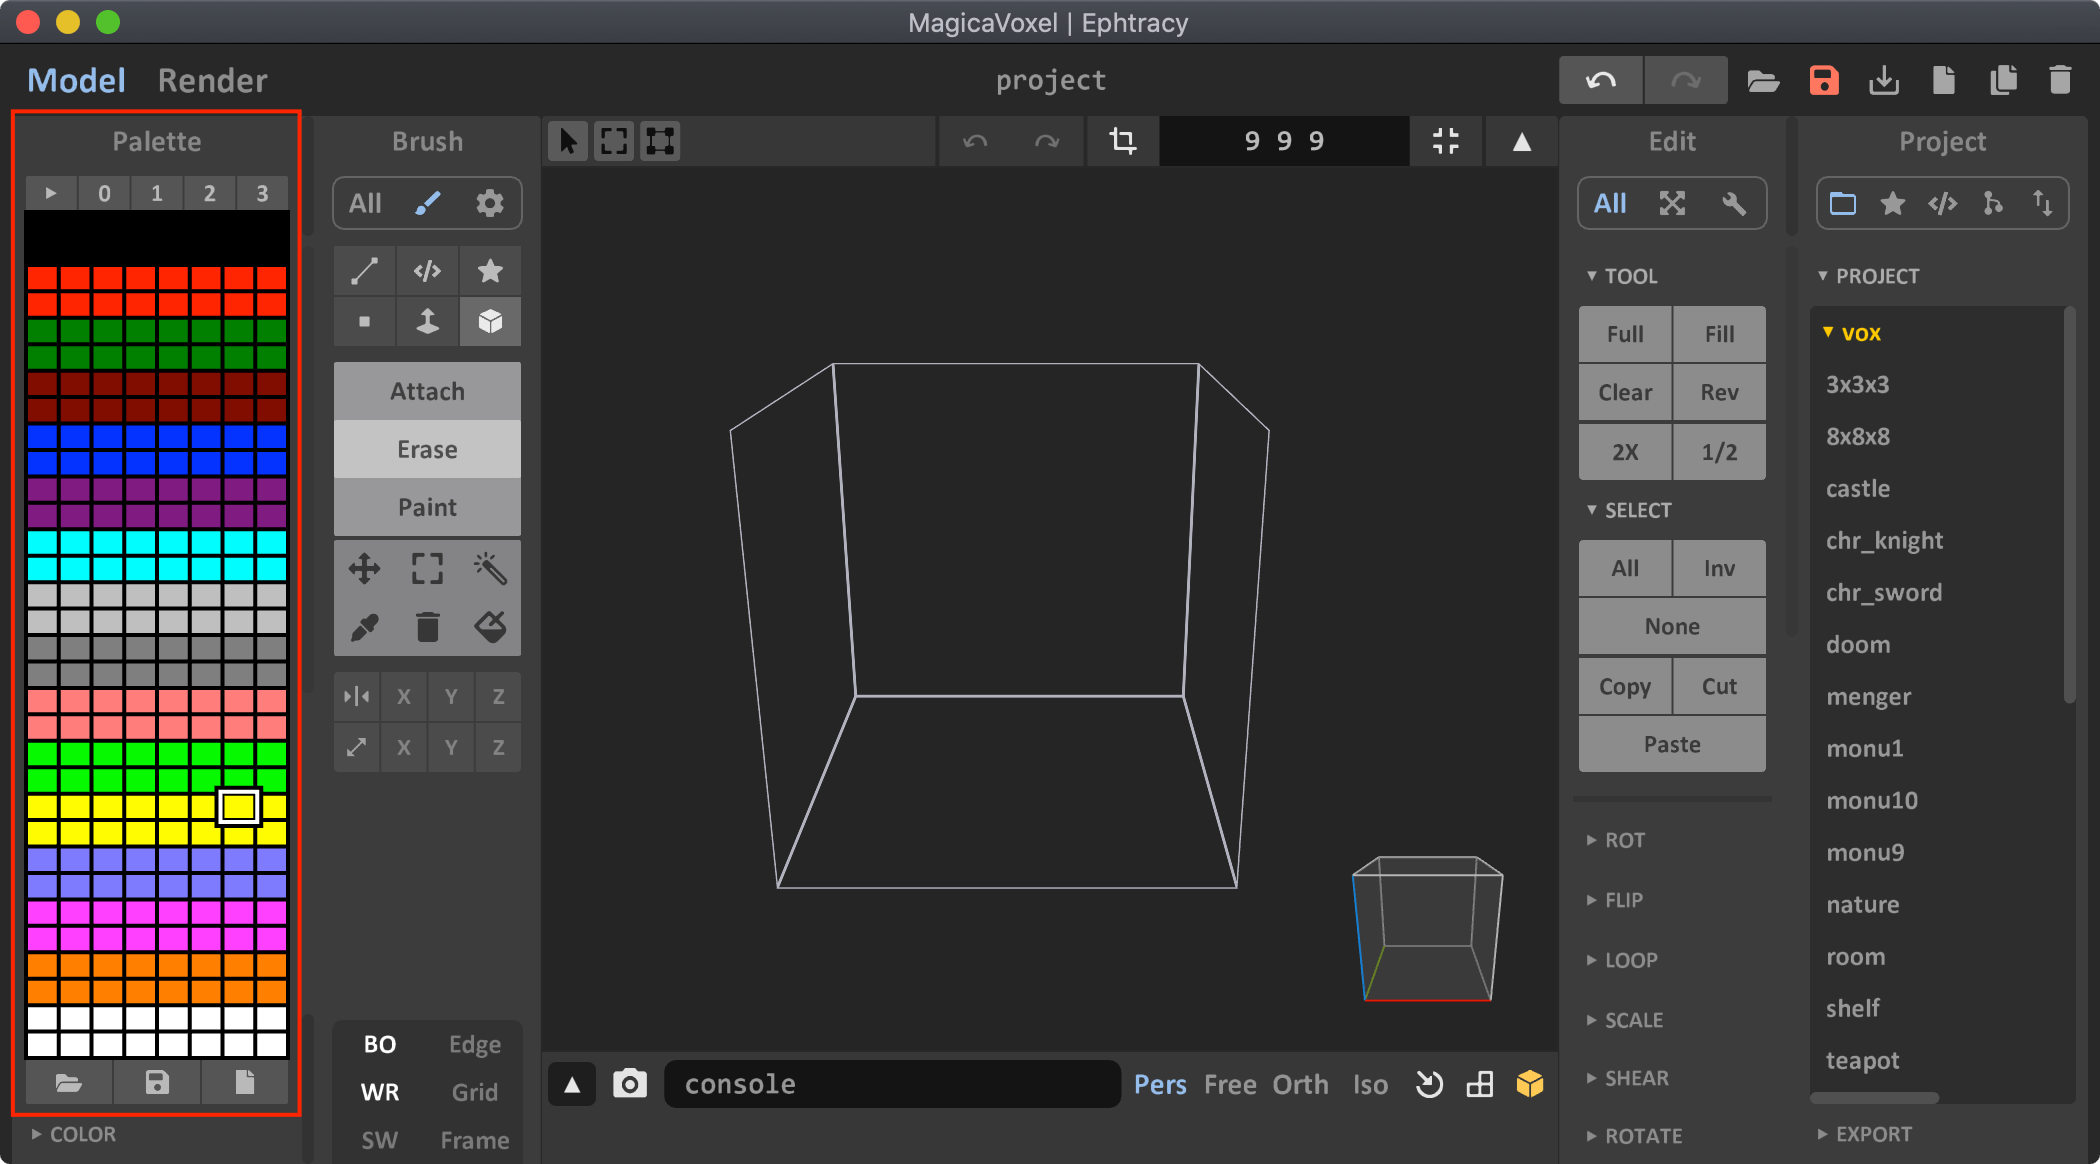 MagicaVoxel | Ephtracy
Model Render
project
Palette
0 1 2 3
COLOR
Brush
All
Attach
Erase
Paint
X Y Z
X Y Z
BO Edge
WR Grid
SW Frame
9 9 9
console
Pers Free Orth Iso
Edit
All
TOOL
Full Fill
Clear Rev
2X 1/2
SELECT
All Inv
None
Copy Cut
Paste
ROT
FLIP
LOOP
SCALE
SHEAR
ROTATE
Project
PROJECT
vox
3x3x3
8x8x8
castle
chr_knight
chr_sword
doom
menger
monu1
monu10
monu9
nature
room
shelf
teapot
EXPORT